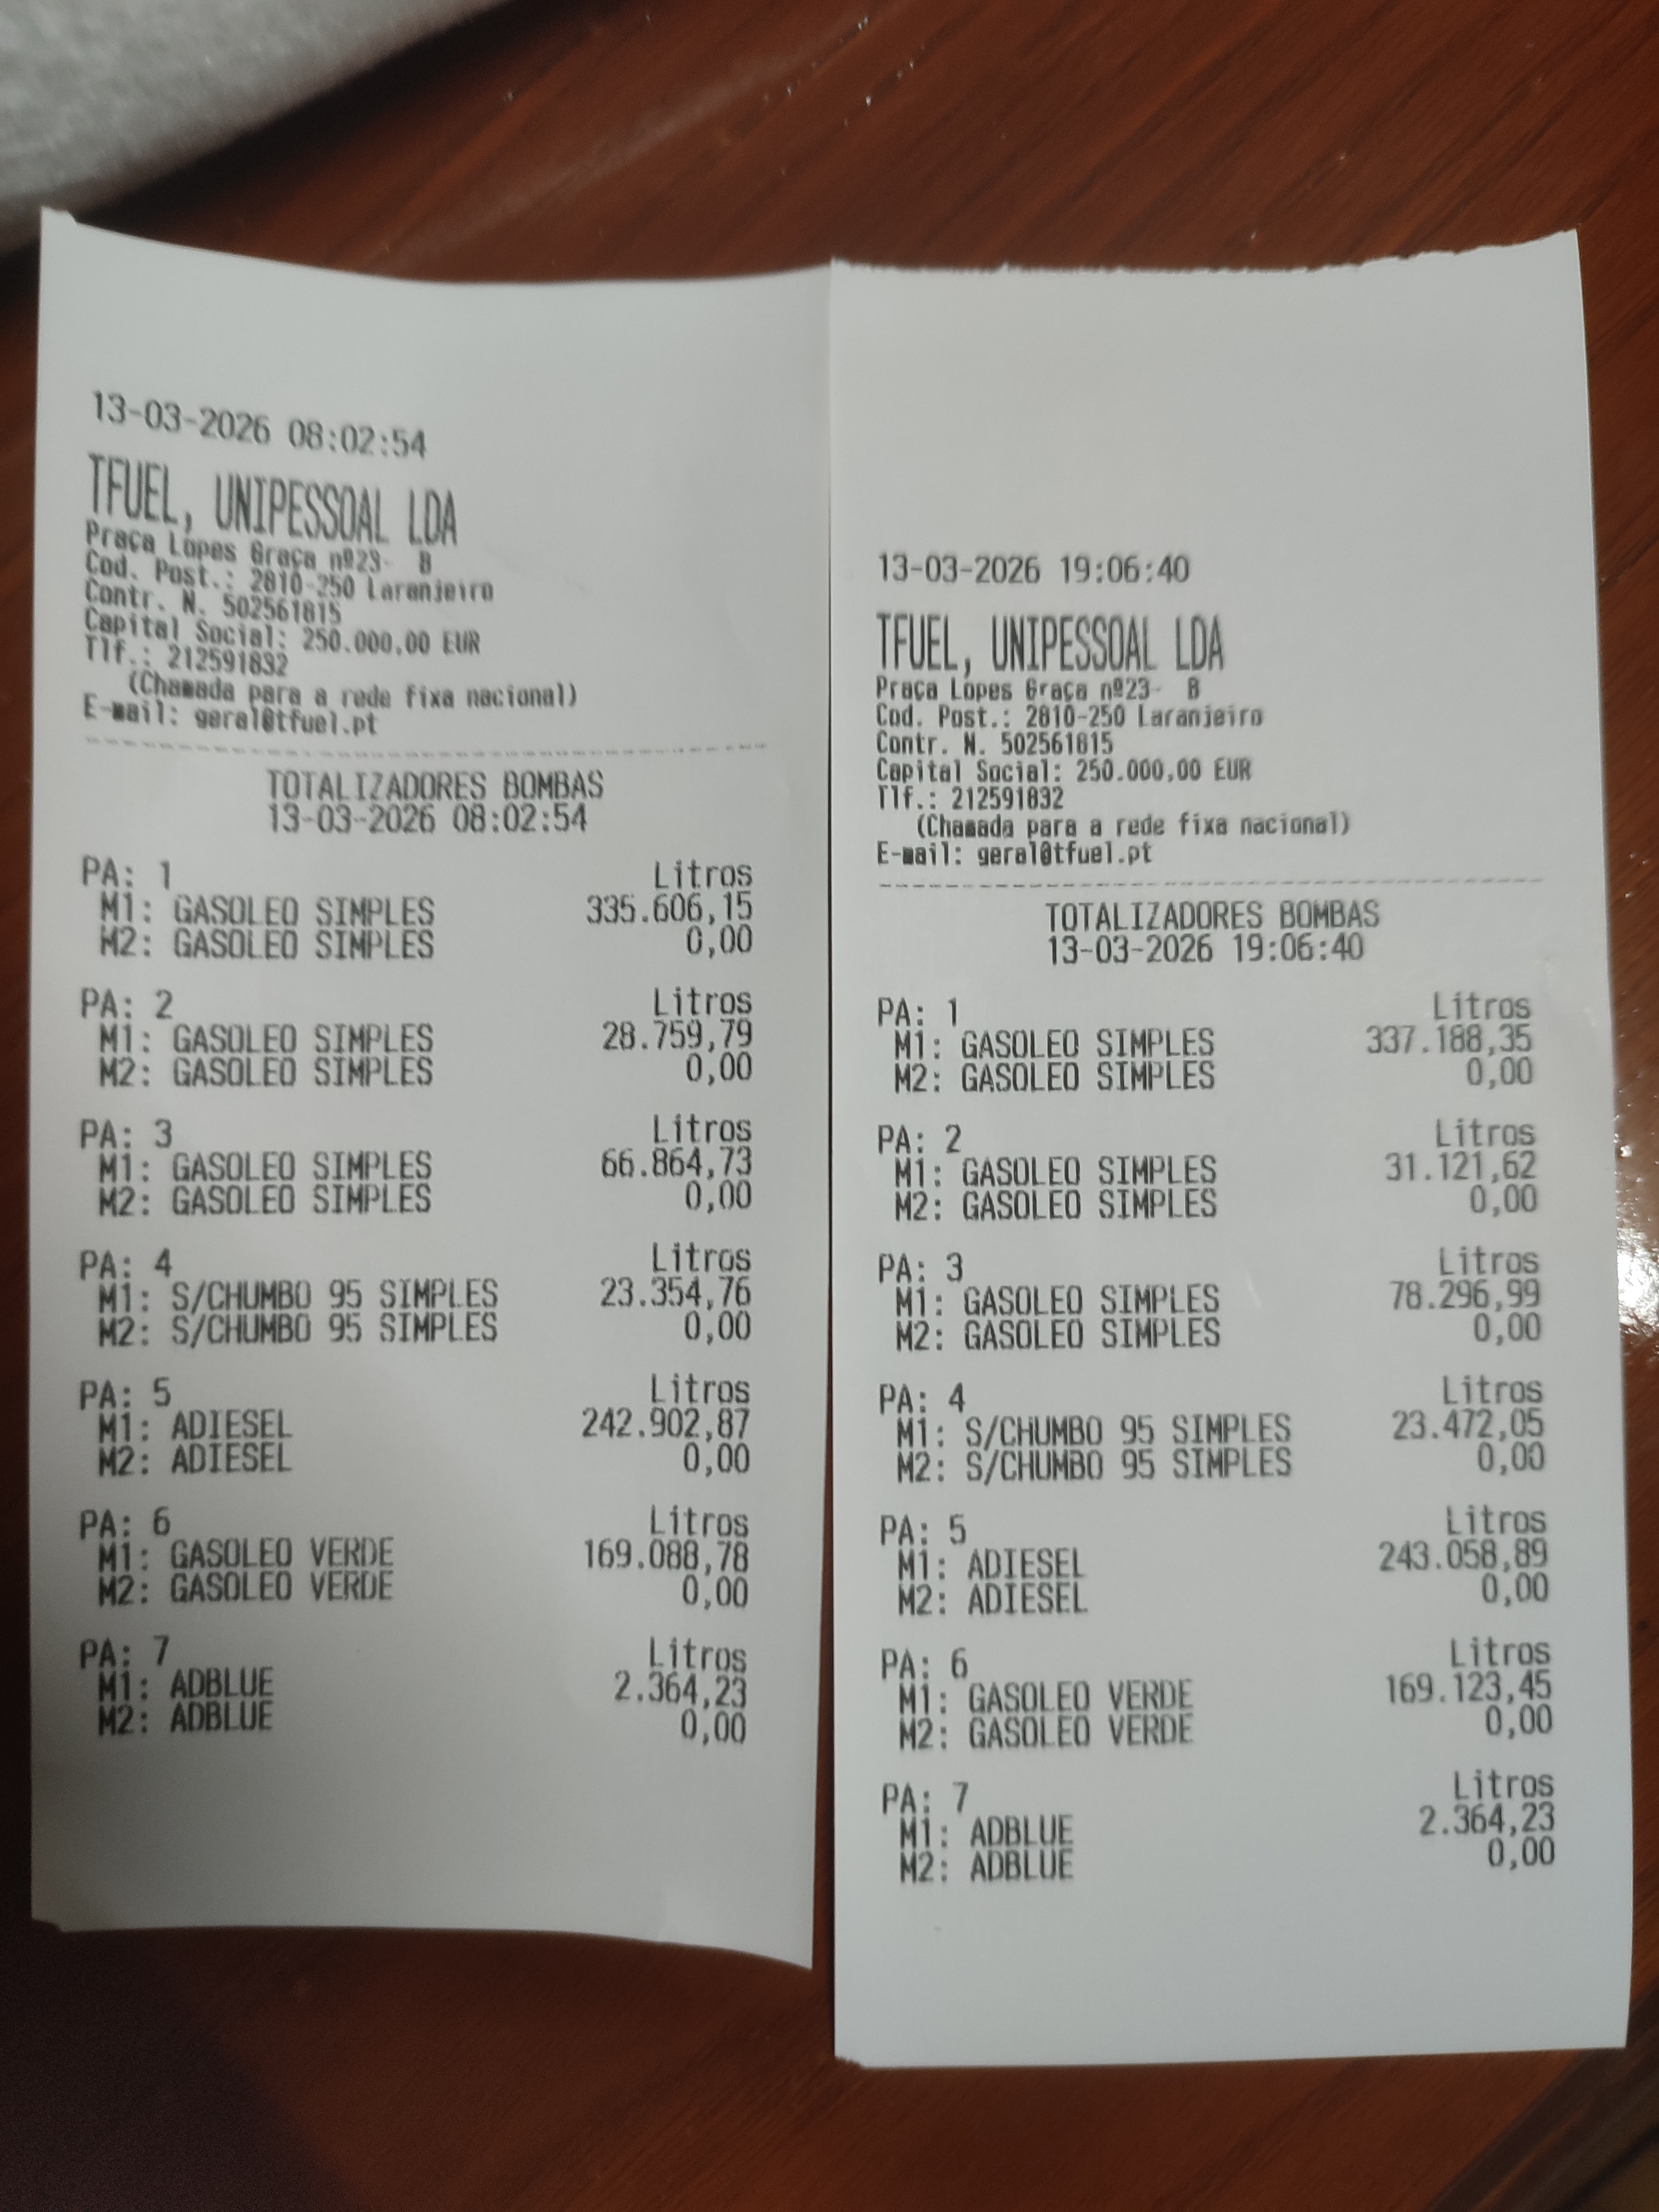 13-03-2026 08:02:54
TFUEL, UNIPESSOAL LDA
Praça Lopes Graça nº23- B
Cod. Post.: 2810-250 Laranjeiro
Contr. N. 502561815
Capital Social: 250.000,00 EUR
Tlf.: 212591832
(Chamada para a rede fixa nacional)
E-mail: geral@tfuel.pt
TOTALIZADORES BOMBAS
13-03-2026 08:02:54
PA: 1 Litros
M1: GASOLEO SIMPLES 335.606,15
M2: GASOLEO SIMPLES 0,00
PA: 2 Litros
M1: GASOLEO SIMPLES 28.759,79
M2: GASOLEO SIMPLES 0,00
PA: 3 Litros
M1: GASOLEO SIMPLES 66.864,73
M2: GASOLEO SIMPLES 0,00
PA: 4 Litros
M1: S/CHUMBO 95 SIMPLES 23.354,76
M2: S/CHUMBO 95 SIMPLES 0,00
PA: 5 Litros
M1: ADIESEL 242.902,87
M2: ADIESEL 0,00
PA: 6 Litros
M1: GASOLEO VERDE 169.088,78
M2: GASOLEO VERDE 0,00
PA: 7 Litros
M1: ADBLUE 2.364,23
M2: ADBLUE 0,00
13-03-2026 19:06:40
TFUEL, UNIPESSOAL LDA
Praça Lopes Graça nº23- B
Cod. Post.: 2810-250 Laranjeiro
Contr. N. 502561815
Capital Social: 250.000,00 EUR
Tlf.: 212591832
(Chamada para a rede fixa nacional)
E-mail: geral@tfuel.pt
TOTALIZADORES BOMBAS
13-03-2026 19:06:40
PA: 1 Litros
M1: GASOLEO SIMPLES 337.188,35
M2: GASOLEO SIMPLES 0,00
PA: 2 Litros
M1: GASOLEO SIMPLES 31.121,62
M2: GASOLEO SIMPLES 0,00
PA: 3 Litros
M1: GASOLEO SIMPLES 78.296,99
M2: GASOLEO SIMPLES 0,00
PA: 4 Litros
M1: S/CHUMBO 95 SIMPLES 23.472,05
M2: S/CHUMBO 95 SIMPLES 0,00
PA: 5 Litros
M1: ADIESEL 243.058,89
M2: ADIESEL 0,00
PA: 6 Litros
M1: GASOLEO VERDE 169.123,45
M2: GASOLEO VERDE 0,00
PA: 7 Litros
M1: ADBLUE 2.364,23
M2: ADBLUE 0,00